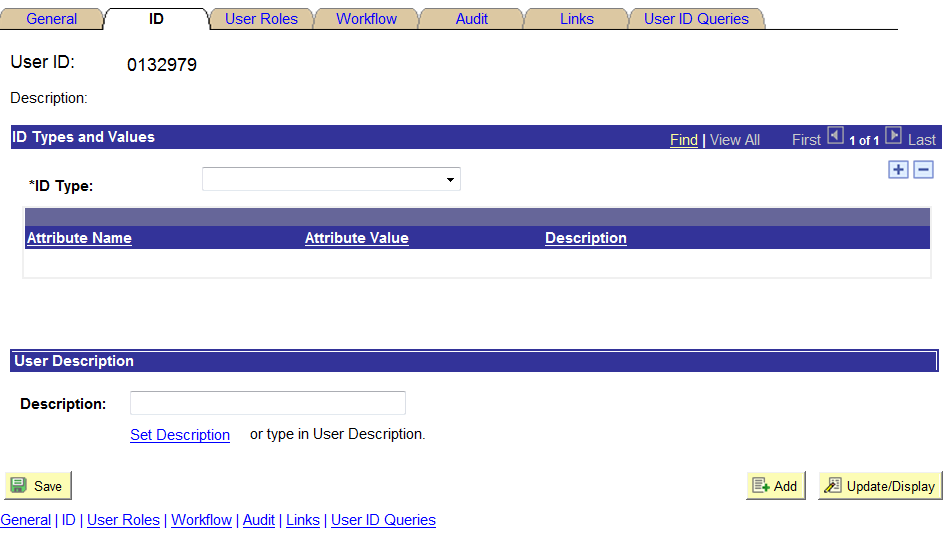 General ID User Roles Workflow Audit Links User ID Queries
User ID: 0132979
Description:
ID Types and Values Find | View All First 1 of 1 Last
*ID Type:
Attribute Name Attribute Value Description
User Description
Description:
Set Description or type in User Description.
Save Add Update/Display
General | ID | User Roles | Workflow | Audit | Links | User ID Queries